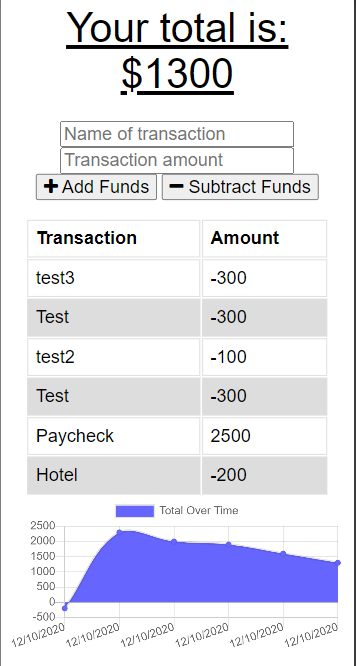 Your total is:
$1300
Name of transaction
Transaction amount
+ Add Funds − Subtract Funds
Transaction Amount
test3 -300
Test -300
test2 -100
Test -300
Paycheck 2500
Hotel -200
Total Over Time
2500
2000
1500
1000
500
0
-500
12/10/2020 12/10/2020 12/10/2020 12/10/2020 12/10/2020 12/10/2020